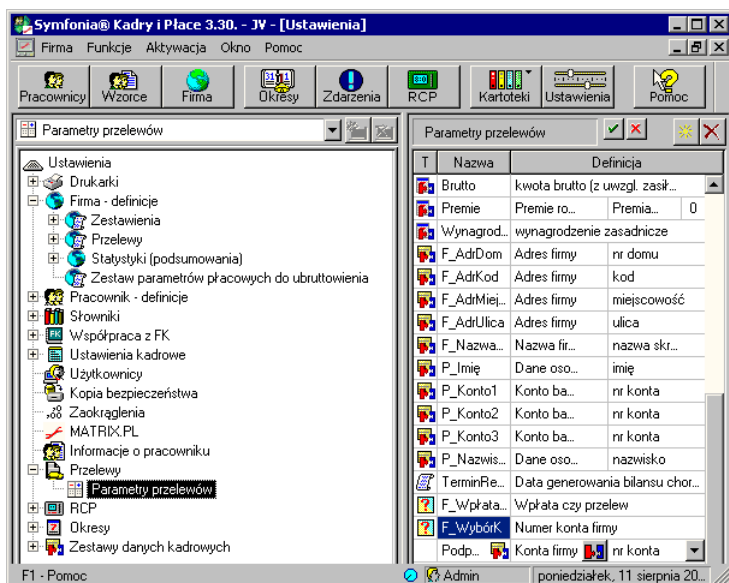 Symfonia® Kadry i Płace 3.30. - JV - [Ustawienia]
Firma Funkcje Aktywacja Okno Pomoc
Pracownicy Wzorce Firma Okresy Zdarzenia RCP Kartoteki Ustawienia Pomoc
Parametry przelewów
Ustawienia
Drukarki
Firma - definicje
Zestawienia
Przelewy
Statystyki (podsumowania)
Zestaw parametrów płacowych do ubruttowienia
Pracownik - definicje
Słowniki
Współpraca z FK
Ustawienia kadrowe
Użytkownicy
Kopia bezpieczeństwa
Zaokrąglenia
MATRIX.PL
Informacje o pracowniku
Przelewy
Parametry przelewów
RCP
Okresy
Zestawy danych kadrowych
Parametry przelewów
T Nazwa Definicja
Brutto kwota brutto (z uwzgl. zasił...
Premie Premie ro... Premia... 0
Wynagrod... wynagrodzenie zasadnicze
F_AdrDom Adres firmy nr domu
F_AdrKod Adres firmy kod
F_AdrMiej... Adres firmy miejscowość
F_AdrUlica Adres firmy ulica
F_Nazwa... Nazwa fir... nazwa skr...
P_Imię Dane oso... imię
P_Konto1 Konto ba... nr konta
P_Konto2 Konto ba... nr konta
P_Konto3 Konto ba... nr konta
P_Nazwis... Dane oso... nazwisko
TerminRe... Data generowania bilansu chor...
F_Wpłata... Wpłata czy przelew
F_WybórK Numer konta firmy
Podp... Konta firmy nr konta
F1 - Pomoc Admin poniedziałek, 11 sierpnia 20...